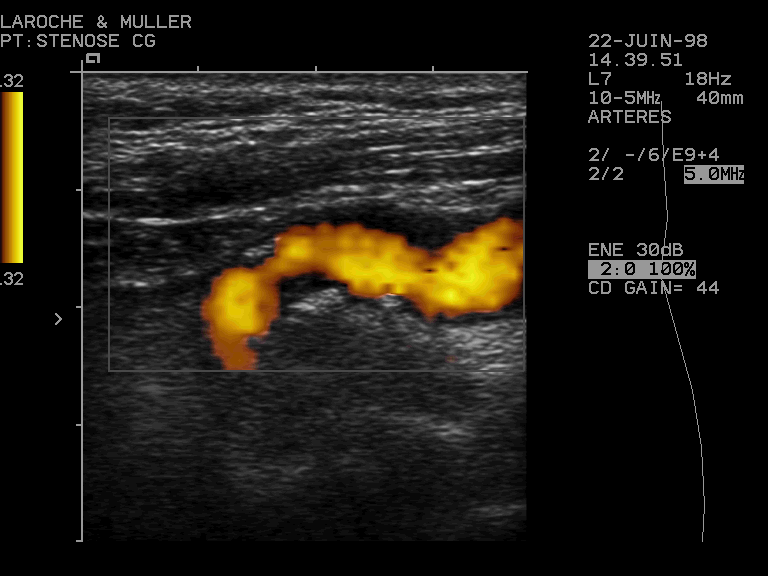 LAROCHE & MULLER
PT:STENOSE CG
.32
.32
22-JUIN-98
14.39.51
L7 18Hz
10-5MHz 40mm
ARTERES
2/ -/6/E9+4
2/2 5.0MHz
ENE 30dB
2:0 100%
CD GAIN= 44